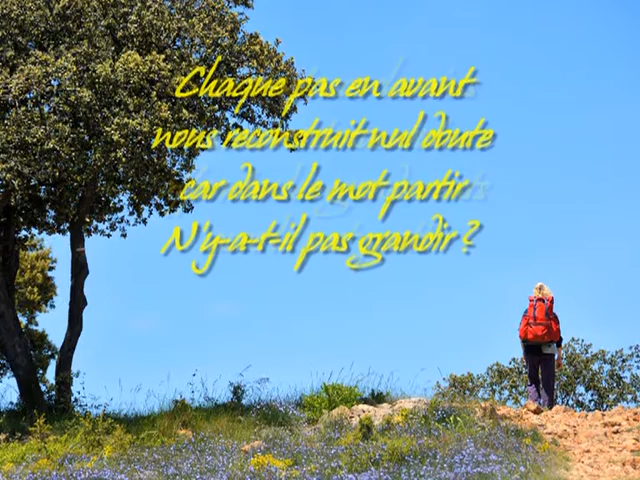 Chaque pas en avant
nous reconstruit nul doute
car dans le mot partir
N'y-a-t-il pas grandir ?